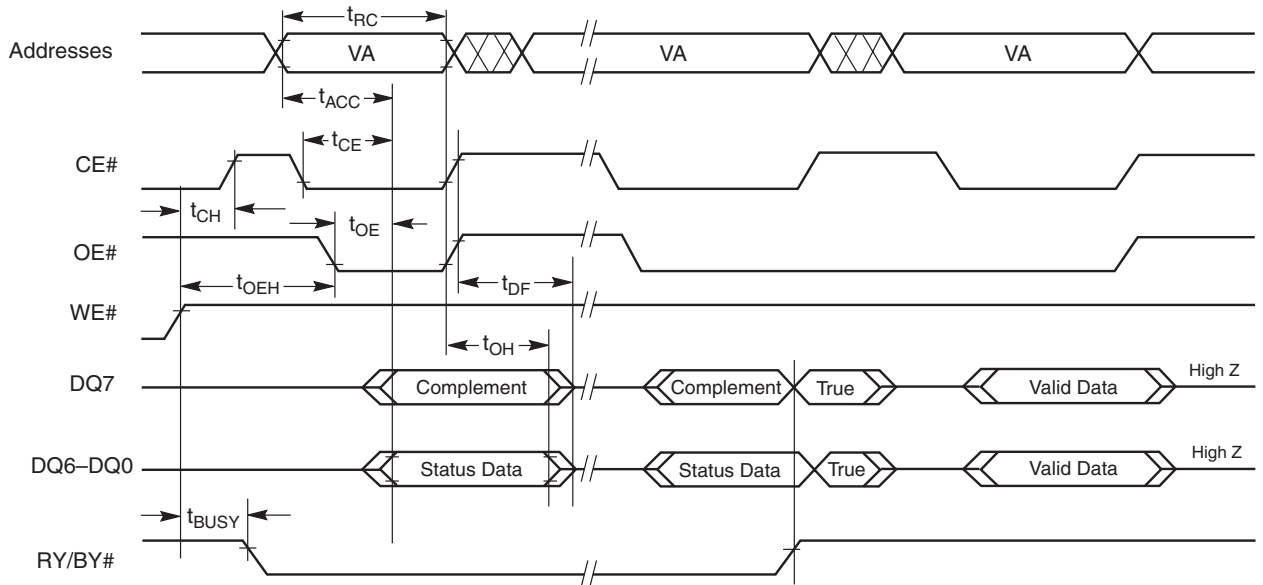 tRC
Addresses VA VA VA
tACC
tCE
CE#
tCH tOE
OE#
tOEH tDF
WE#
tOH
DQ7 Complement Complement True Valid Data High Z
DQ6–DQ0 Status Data Status Data True Valid Data High Z
tBUSY
RY/BY#